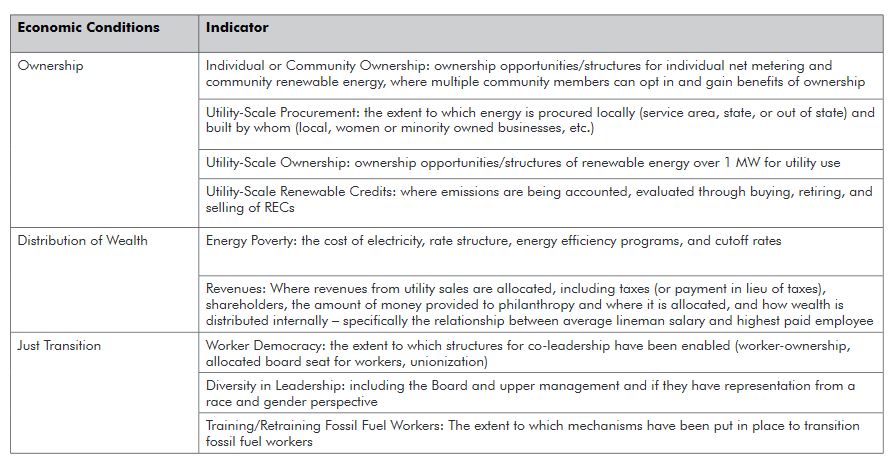 Economic Conditions
Indicator
Ownership
Individual or Community Ownership: ownership opportunities/structures for individual net metering and
community renewable energy, where multiple community members can opt in and gain benefits of ownership
Utility-Scale Procurement: the extent to which energy is procured locally (service area, state, or out of state) and
built by whom (local, women or minority owned businesses, etc.)
Utility-Scale Ownership: ownership opportunities/structures of renewable energy over 1 MW for utility use
Utility-Scale Renewable Credits: where emissions are being accounted, evaluated through buying, retiring, and
selling of RECs
Distribution of Wealth
Energy Poverty: the cost of electricity, rate structure, energy efficiency programs, and cutoff rates
Revenues: Where revenues from utility sales are allocated, including taxes (or payment in lieu of taxes),
shareholders, the amount of money provided to philanthropy and where it is allocated, and how wealth is
distributed internally – specifically the relationship between average lineman salary and highest paid employee
Just Transition
Worker Democracy: the extent to which structures for co-leadership have been enabled (worker-ownership,
allocated board seat for workers, unionization)
Diversity in Leadership: including the Board and upper management and if they have representation from a
race and gender perspective
Training/Retraining Fossil Fuel Workers: The extent to which mechanisms have been put in place to transition
fossil fuel workers